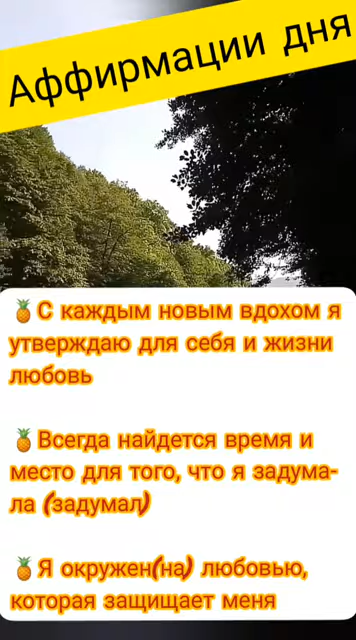 Аффирмации дня
🍍С каждым новым вдохом я
утверждаю для себя и жизни
любовь
🍍Всегда найдется время и
место для того, что я задума-
ла (задумал)
🍍Я окружен(на) любовью,
которая защищает меня